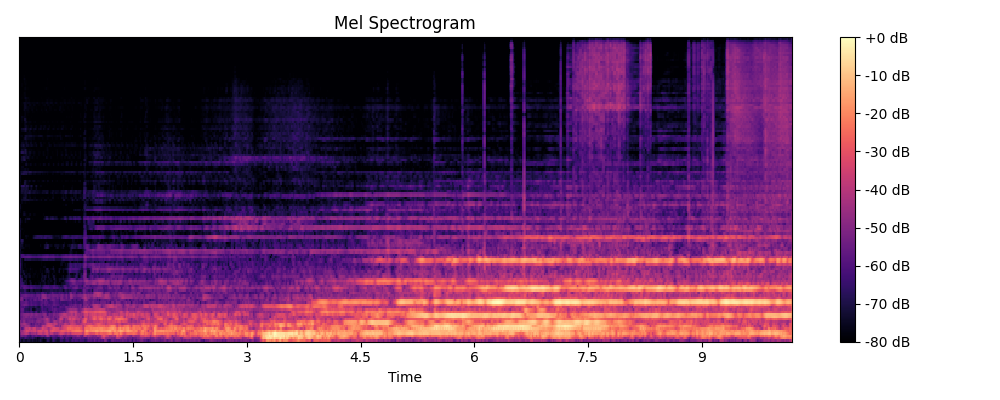 Mel Spectrogram
+0 dB
-10 dB
-20 dB
-30 dB
-40 dB
-50 dB
-60 dB
-70 dB
-80 dB
0 1.5 3 4.5 6 7.5 9
Time